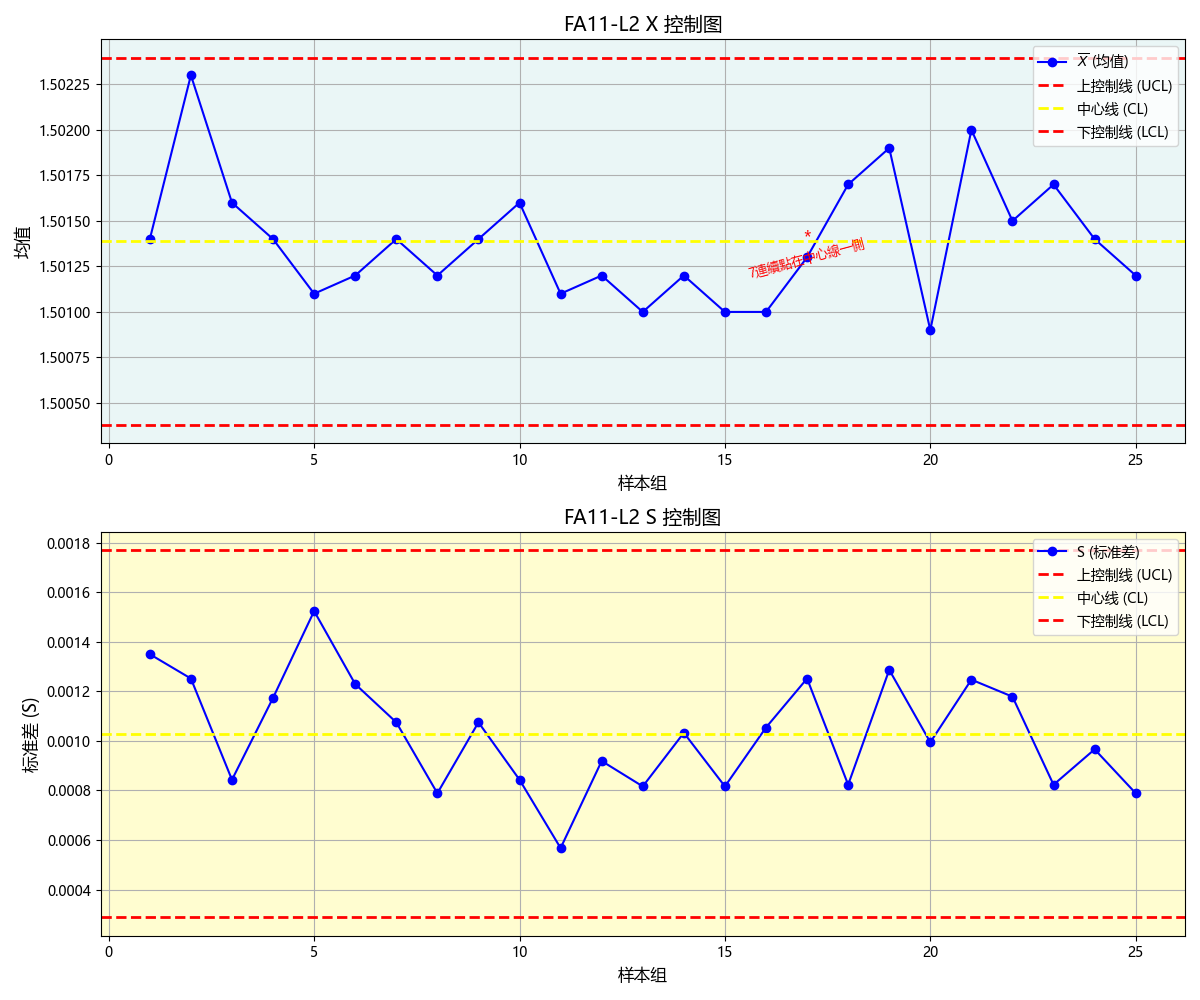 FA11-L2 X 控制图
均值
1.50225
1.50200
1.50175
1.50150
1.50125
1.50100
1.50075
1.50050
X (均值)
上控制线 (UCL)
中心线 (CL)
下控制线 (LCL)
*
7連續點在中心線一側
0 5 10 15 20 25
样本组
FA11-L2 S 控制图
标准差 (S)
0.0018
0.0016
0.0014
0.0012
0.0010
0.0008
0.0006
0.0004
S (标准差)
上控制线 (UCL)
中心线 (CL)
下控制线 (LCL)
0 5 10 15 20 25
样本组